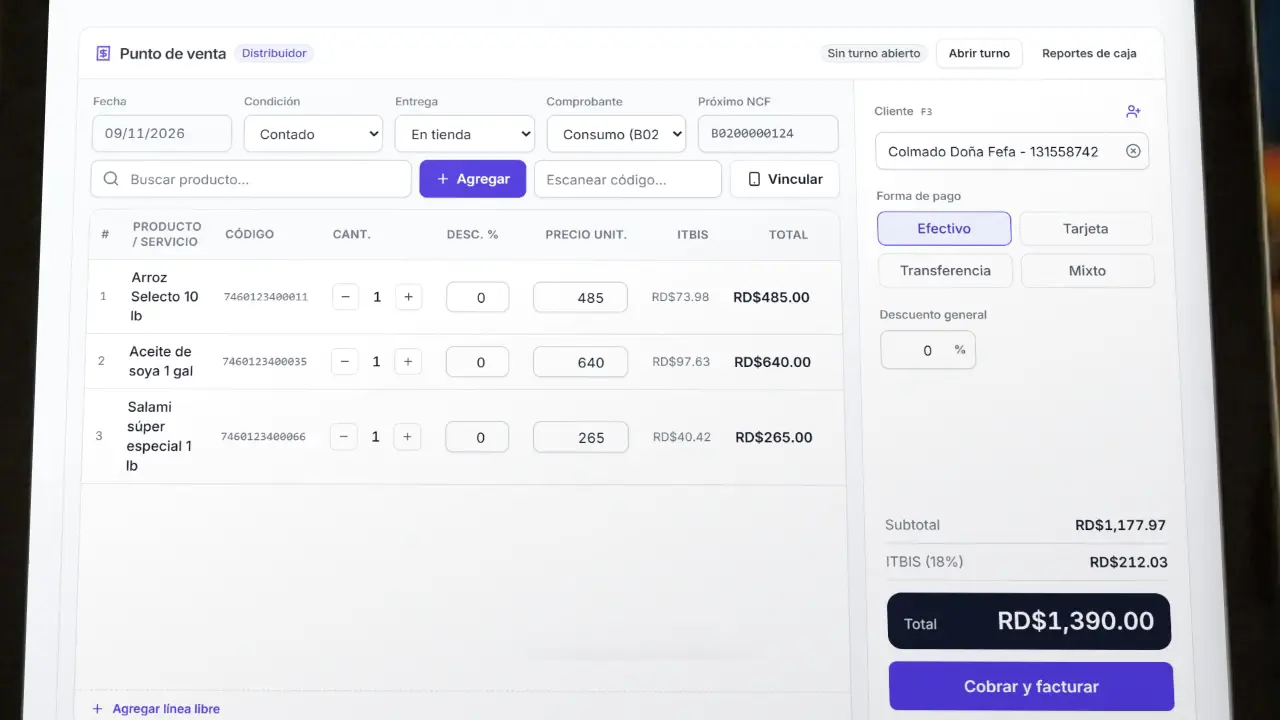 Punto de venta Distribuidor Sin turno abierto Abrir turno Reportes de caja
Fecha Condición Entrega Comprobante Próximo NCF
09/11/2026 Contado En tienda Consumo (B02 B0200000124
Buscar producto... + Agregar Escanear código... Vincular
# PRODUCTO / SERVICIO CÓDIGO CANT. DESC. % PRECIO UNIT. ITBIS TOTAL
1 Arroz Selecto 10 lb 7460123400011 − 1 + 0 485 RD$73.98 RD$485.00
2 Aceite de soya 1 gal 7460123400035 − 1 + 0 640 RD$97.63 RD$640.00
3 Salami súper especial 1 lb 7460123400066 − 1 + 0 265 RD$40.42 RD$265.00
+ Agregar línea libre
Cliente F3
Colmado Doña Fefa - 131558742
Forma de pago
Efectivo Tarjeta
Transferencia Mixto
Descuento general
0 %
Subtotal RD$1,177.97
ITBIS (18%) RD$212.03
Total RD$1,390.00
Cobrar y facturar